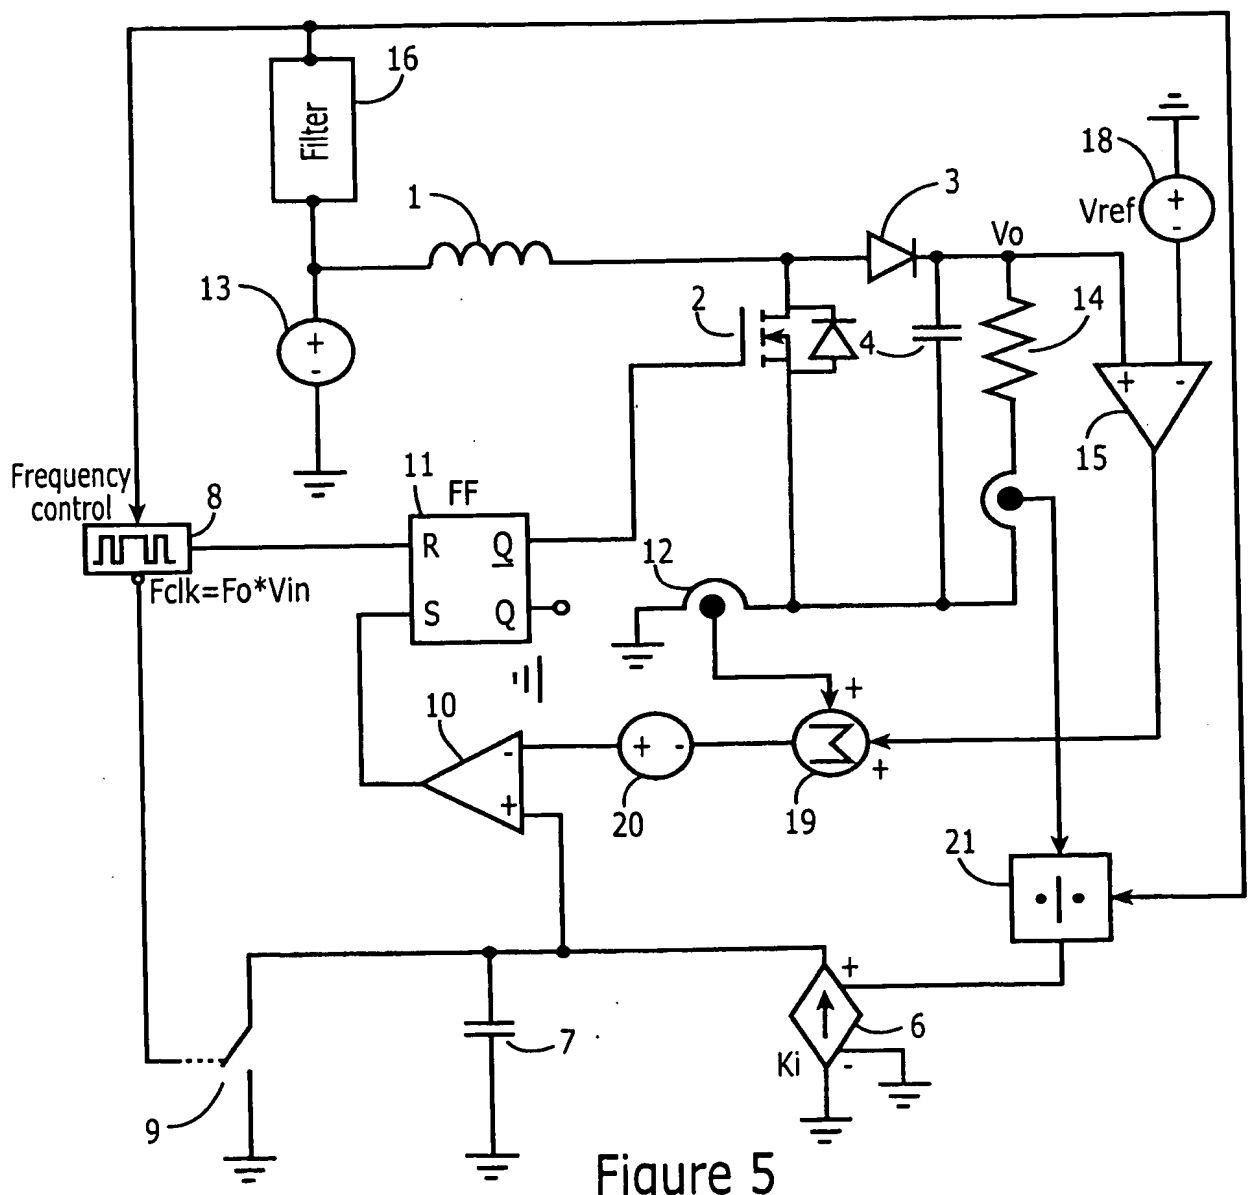 16
Filter
18
+
-
Vref
1
3
Vo
13
+
-
2
4
14
+ -
15
Frequency
control
8
11
FF
R Q
S Q
Fclk=Fo*Vin
12
+
10
-
+
+ -
20
Σ
19
+
21
+
6
7
Ki
-
9
Figure 5